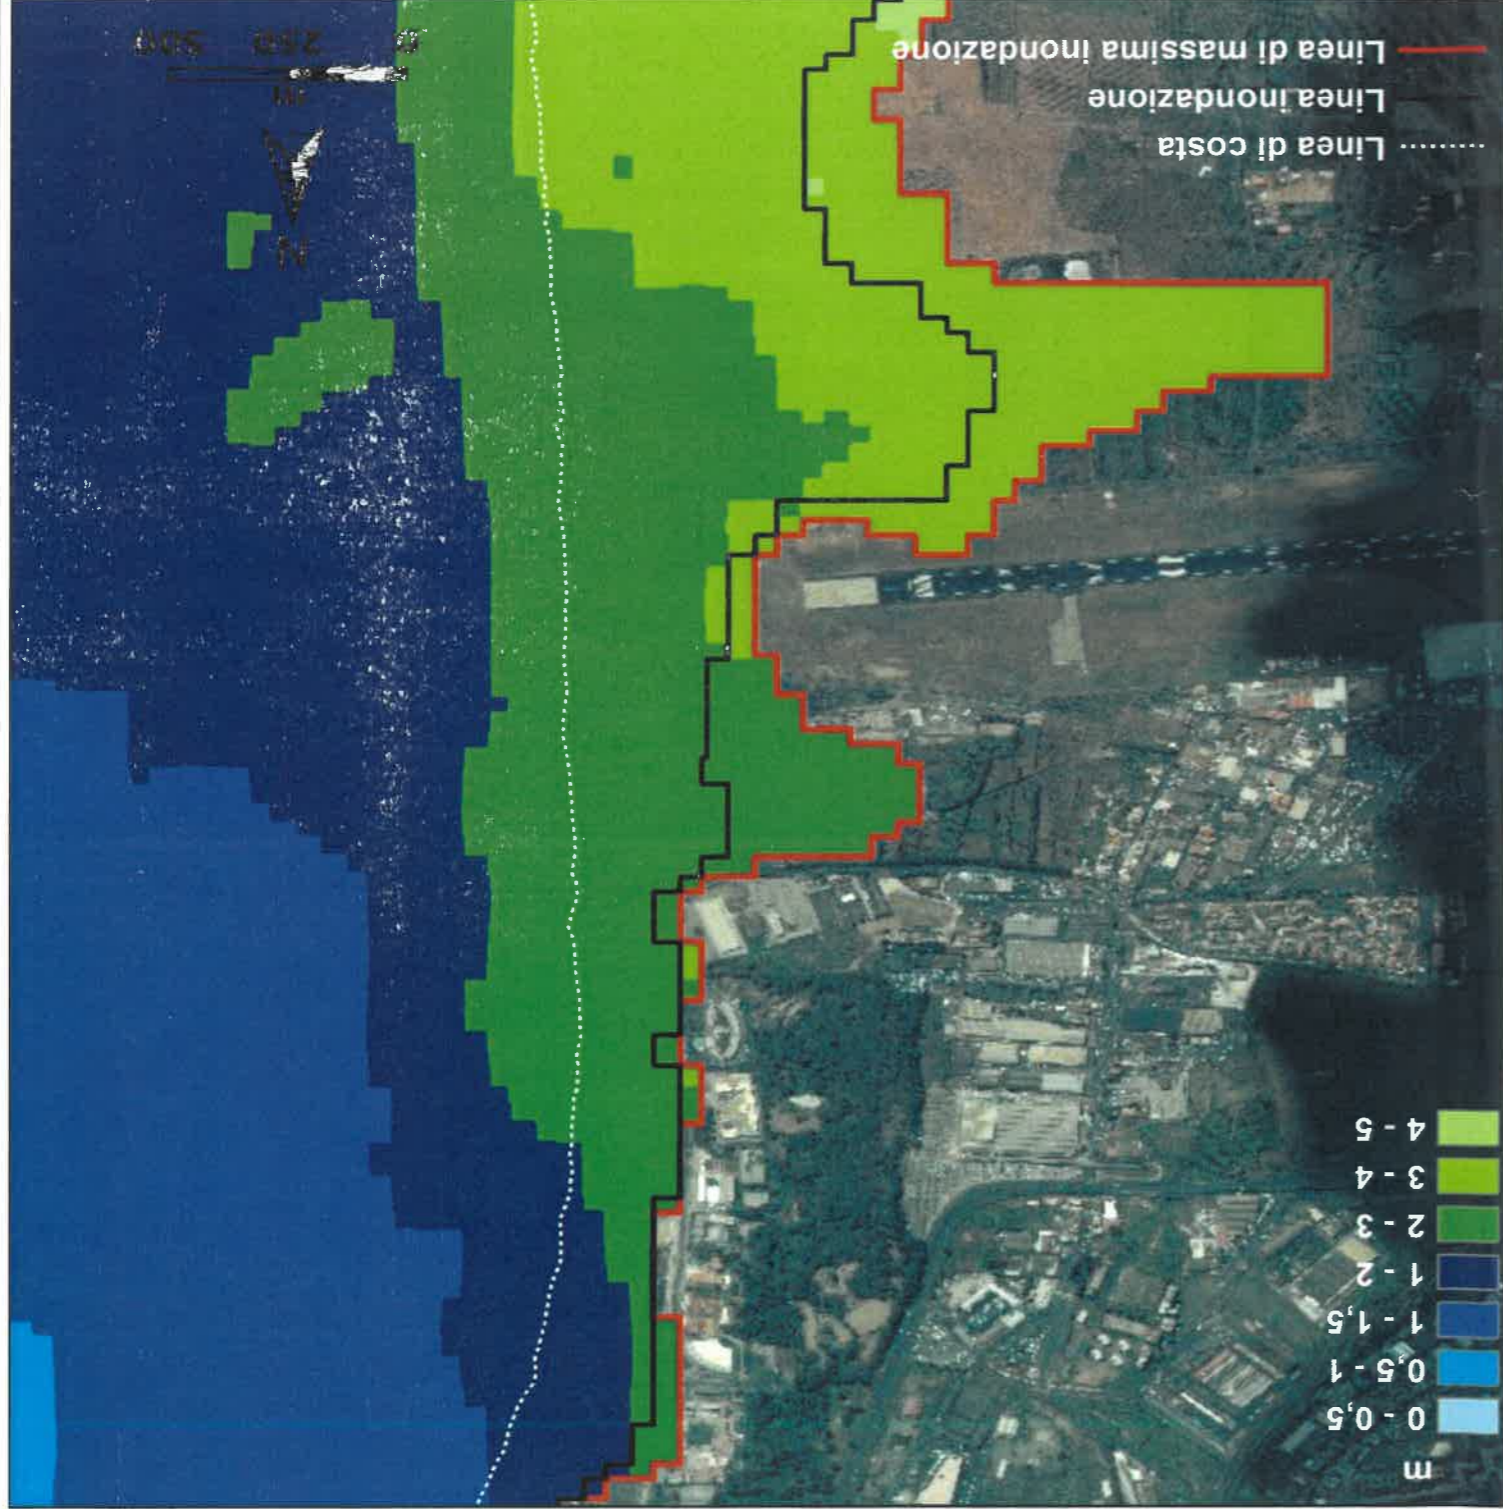 m
0 - 0,5
0,5 - 1
1 - 1,5
1 - 2
2 - 3
3 - 4
4 - 5
Linea di costa
Linea inondazione
Linea di massima inondazione
N
m
0 250 500